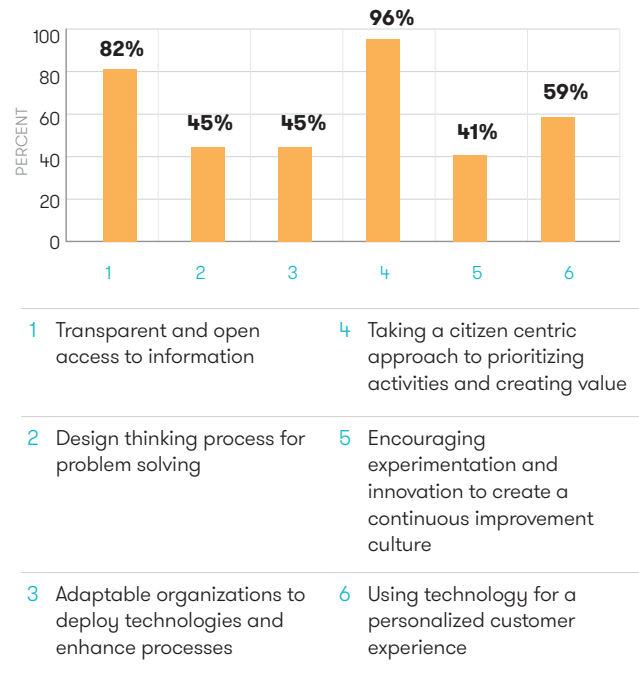 PERCENT
100
80
60
40
20
0
82%
45%
45%
96%
41%
59%
1
2
3
4
5
6
1 Transparent and open
access to information
4 Taking a citizen centric
approach to prioritizing
activities and creating value
2 Design thinking process for
problem solving
5 Encouraging
experimentation and
innovation to create a
continuous improvement
culture
3 Adaptable organizations to
deploy technologies and
enhance processes
6 Using technology for a
personalized customer
experience